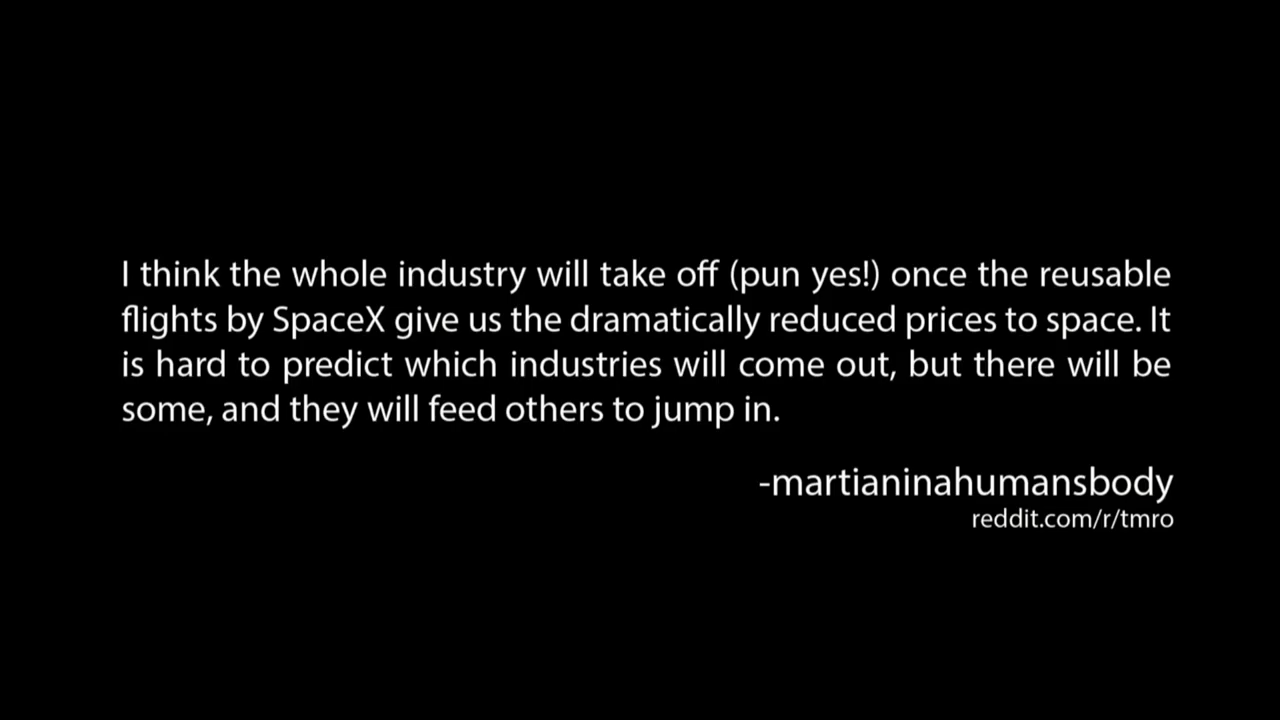 I think the whole industry will take off (pun yes!) once the reusable
flights by SpaceX give us the dramatically reduced prices to space. It
is hard to predict which industries will come out, but there will be
some, and they will feed others to jump in.
-martianinahumansbody
reddit.com/r/tmro